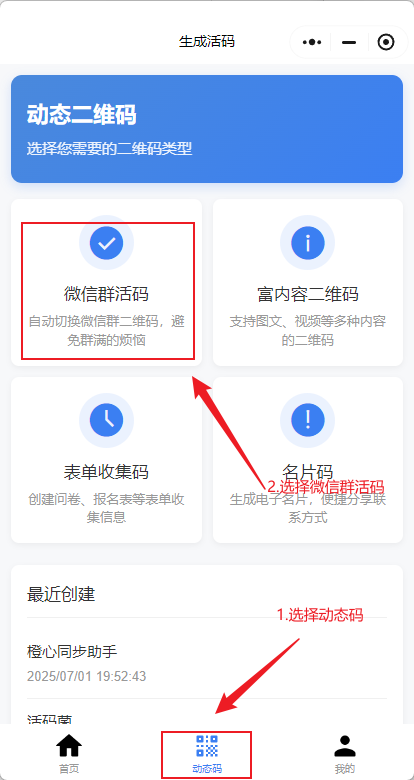 生成活码
动态二维码
选择您需要的二维码类型
微信群活码
自动切换微信群二维码，避
免群满的烦恼
富内容二维码
支持图文、视频等多种内容
的二维码
表单收集码
创建问卷、报名表等表单收
集信息
名片码
2.选择微信群活码
生成电子名片，便捷分享联
系方式
最近创建
1.选择动态码
橙心同步助手
2025/07/01 19:52:43
活码菌
首页
动态码
我的